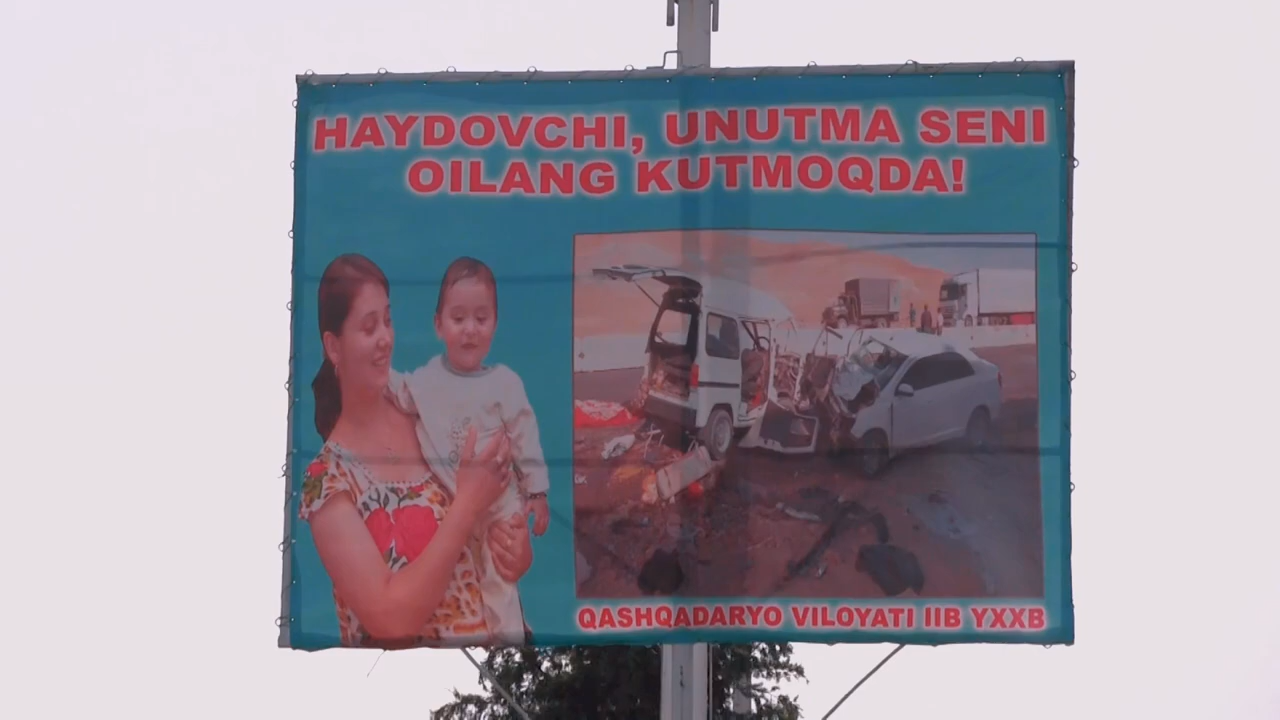 HAYDOVCHI, UNUTMA SENI
OILANG KUTMOQDA!
QASHQADARYO VILOYATI IIB YXXB